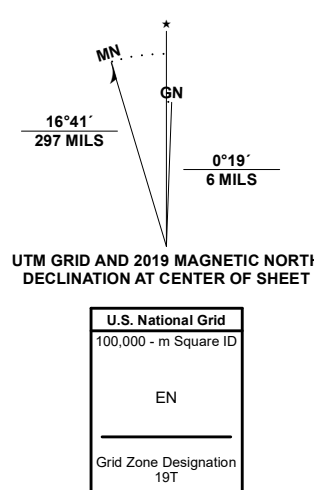 ★
MN
GN
16°41´
297 MILS
0°19´
6 MILS
UTM GRID AND 2019 MAGNETIC NORTH
DECLINATION AT CENTER OF SHEET
U.S. National Grid
100,000 - m Square ID
EN
Grid Zone Designation
19T